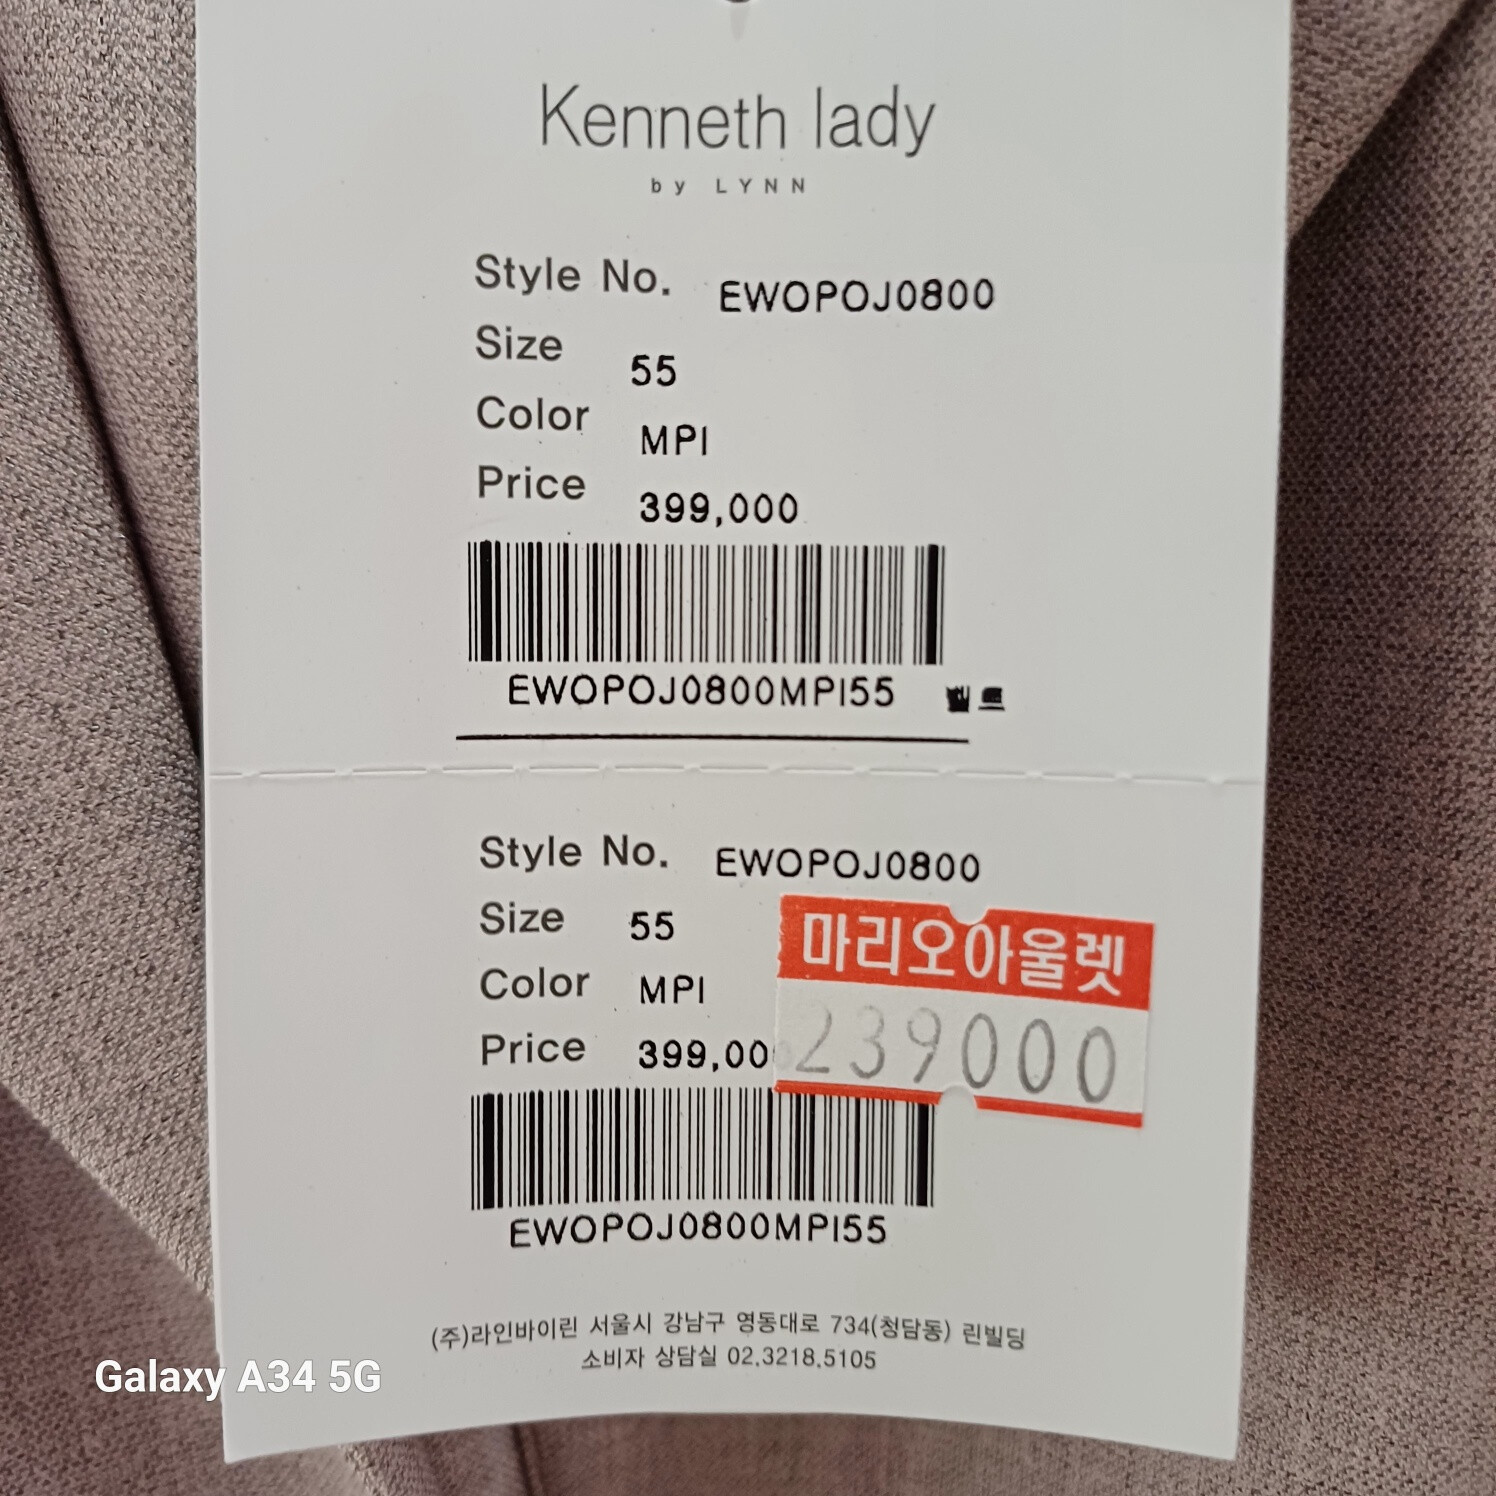 Kenneth lady
by LYNN
Style No. EWOPOJ0800
Size 55
Color MPI
Price 399,000
EWOPOJ0800MPI55 벨트
Style No. EWOPOJ0800
Size 55
마리오아울렛
Color MPI
Price 399,00
239000
EWOPOJ0800MPI55
(주)라인바이린 서울시 강남구 영동대로 734(청담동) 린빌딩
소비자 상담실 02.3218.5105
Galaxy A34 5G